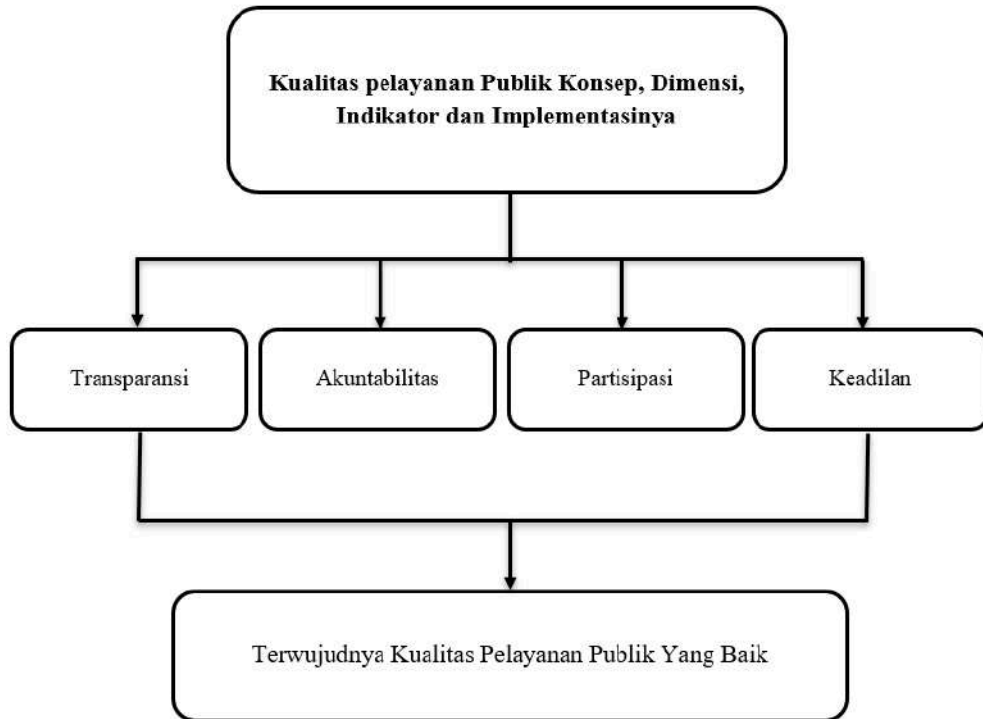 Kualitas pelayanan Publik Konsep, Dimensi,
Indikator dan Implementasinya
Transparansi
Akuntabilitas
Partisipasi
Keadilan
Terwujudnya Kualitas Pelayanan Publik Yang Baik